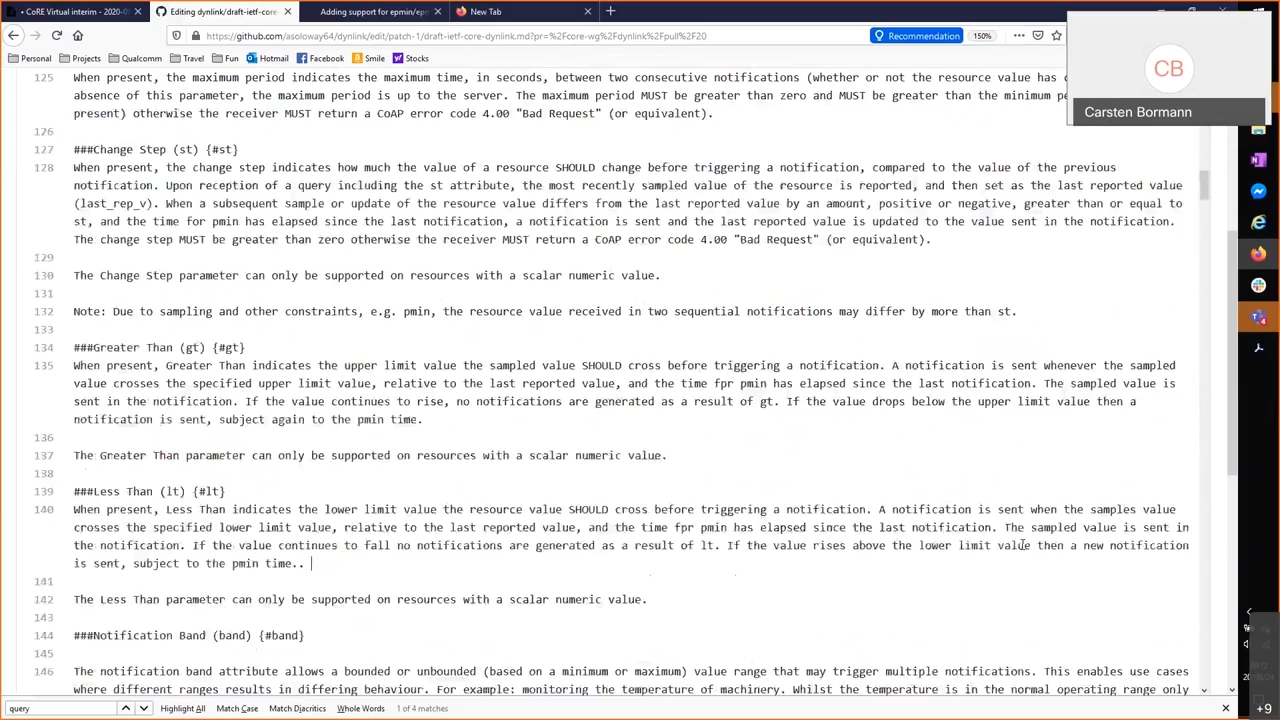 CoRE Virtual interim - 2020-08
Editing dynlink/draft-ietf-core-
Adding support for epmin/ep
New Tab
https://github.com/asoloway64/dynlink/edit/patch-1/draft-ietf-core-dynlink.md?pr=%2Fcore-wg%2Fdynlink%2Fpull%2F20
Recommendation
150%
Personal Projects Qualcomm Travel Fun Hotmail Facebook Smile Stocks
CB
Carsten Bormann
125 When present, the maximum period indicates the maximum time, in seconds, between two consecutive notifications (whether or not the resource value has
absence of this parameter, the maximum period is up to the server. The maximum period MUST be greater than zero and MUST be greater than the minimum
present) otherwise the receiver MUST return a CoAP error code 4.00 "Bad Request" (or equivalent).
176
127 ###Change Step (st) {#st}
128 When present, the change step indicates how much the value of a resource SHOULD change before triggering a notification, compared to the value of the previous
notification. Upon reception of a query including the st attribute, the most recently sampled value of the resource is reported, and then set as the last reported value
(last_rep_v). When a subsequent sample or update of the resource value differs from the last reported value by an amount, positive or negative, greater than or equal to
st, and the time for pmin has elapsed since the last notification, a notification is sent and the last reported value is updated to the value sent in the notification.
The change step MUST be greater than zero otherwise the receiver MUST return a CoAP error code 4.00 "Bad Request" (or equivalent).
129
130 The Change Step parameter can only be supported on resources with a scalar numeric value.
131
132 Note: Due to sampling and other constraints, e.g. pmin, the resource value received in two sequential notifications may differ by more than st.
133
134 ###Greater Than (gt) {#gt}
135 When present, Greater Than indicates the upper limit value the sampled value SHOULD cross before triggering a notification. A notification is sent whenever the sampled
value crosses the specified upper limit value, relative to the last reported value, and the time fpr pmin has elapsed since the last notification. The sampled value is
sent in the notification. If the value continues to rise, no notifications are generated as a result of gt. If the value drops below the upper limit value then a
notification is sent, subject again to the pmin time.
136
137 The Greater Than parameter can only be supported on resources with a scalar numeric value.
138
139 ###Less Than (lt) {#lt}
140 When present, Less Than indicates the lower limit value the resource value SHOULD cross before triggering a notification. A notification is sent when the samples value
crosses the specified lower limit value, relative to the last reported value, and the time fpr pmin has elapsed since the last notification. The sampled value is sent in
the notification. If the value continues to fall no notifications are generated as a result of lt. If the value rises above the lower limit value then a new notification
is sent, subject to the pmin time..
141
142 The Less Than parameter can only be supported on resources with a scalar numeric value.
143
144 ###Notification Band (band) {#band}
145
146 The notification band attribute allows a bounded or unbounded (based on a minimum or maximum) value range that may trigger multiple notifications. This enables use cases
where different ranges results in differing behaviour. For example: monitoring the temperature of machinery. Whilst the temperature is in the normal operating range only
query
Highlight All Match Case Match Diacritics Whole Words 1 of 4 matches
+9